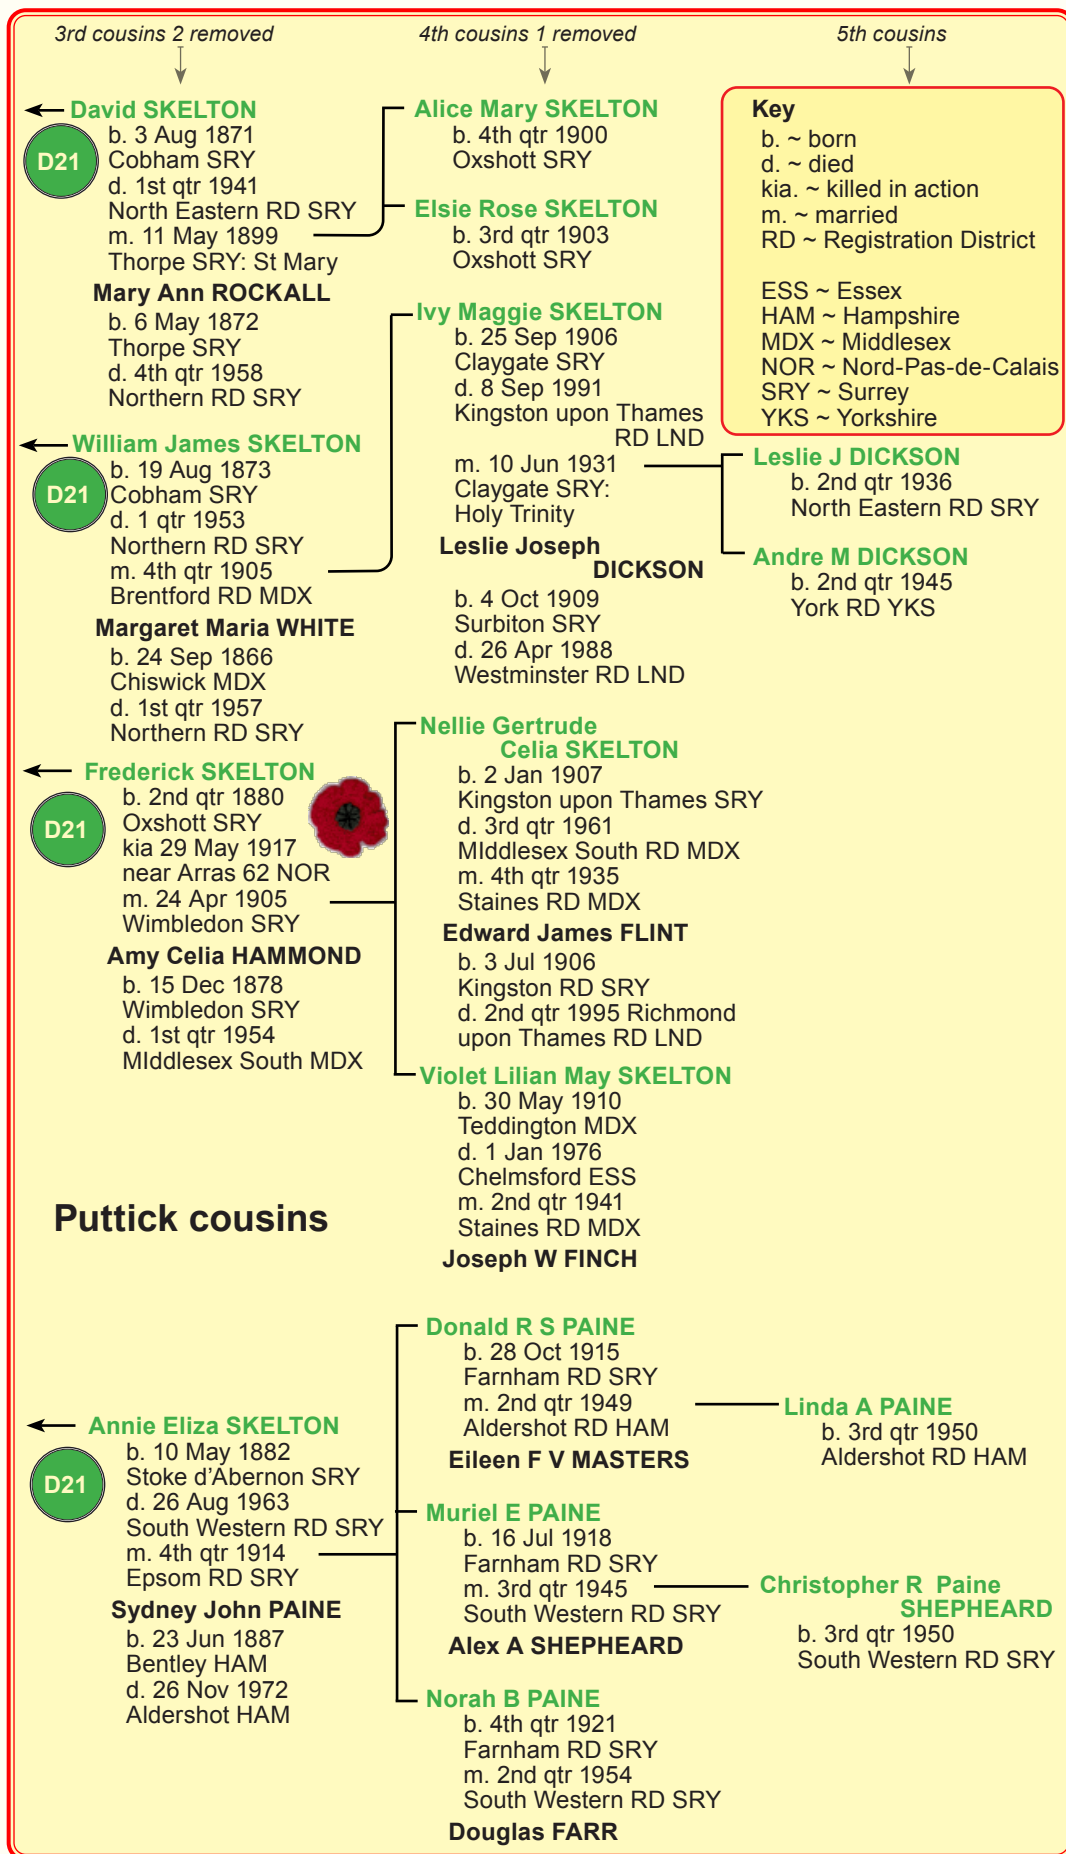 3rd cousins 2 removed
4th cousins 1 removed
5th cousins
David SKELTON
D21
b. 3 Aug 1871
Cobham SRY
d. 1st qtr 1941
North Eastern RD SRY
m. 11 May 1899
Thorpe SRY: St Mary
Mary Ann ROCKALL
b. 6 May 1872
Thorpe SRY
d. 4th qtr 1958
Northern RD SRY
William James SKELTON
D21
b. 19 Aug 1873
Cobham SRY
d. 1 qtr 1953
Northern RD SRY
m. 4th qtr 1905
Brentford RD MDX
Margaret Maria WHITE
b. 24 Sep 1866
Chiswick MDX
d. 1st qtr 1957
Northern RD SRY
Frederick SKELTON
D21
b. 2nd qtr 1880
Oxshott SRY
kia 29 May 1917
near Arras 62 NOR
m. 24 Apr 1905
Wimbledon SRY
Amy Celia HAMMOND
b. 15 Dec 1878
Wimbledon SRY
d. 1st qtr 1954
MIddlesex South MDX
Puttick cousins
Annie Eliza SKELTON
D21
b. 10 May 1882
Stoke d'Abernon SRY
d. 26 Aug 1963
South Western RD SRY
m. 4th qtr 1914
Epsom RD SRY
Sydney John PAINE
b. 23 Jun 1887
Bentley HAM
d. 26 Nov 1972
Aldershot HAM
Alice Mary SKELTON
b. 4th qtr 1900
Oxshott SRY
Elsie Rose SKELTON
b. 3rd qtr 1903
Oxshott SRY
Ivy Maggie SKELTON
b. 25 Sep 1906
Claygate SRY
d. 8 Sep 1991
Kingston upon Thames
RD LND
m. 10 Jun 1931
Claygate SRY:
Holy Trinity
Leslie Joseph
DICKSON
b. 4 Oct 1909
Surbiton SRY
d. 26 Apr 1988
Westminster RD LND
Nellie Gertrude
Celia SKELTON
b. 2 Jan 1907
Kingston upon Thames SRY
d. 3rd qtr 1961
MIddlesex South RD MDX
m. 4th qtr 1935
Staines RD MDX
Edward James FLINT
b. 3 Jul 1906
Kingston RD SRY
d. 2nd qtr 1995 Richmond
upon Thames RD LND
Violet Lilian May SKELTON
b. 30 May 1910
Teddington MDX
d. 1 Jan 1976
Chelmsford ESS
m. 2nd qtr 1941
Staines RD MDX
Joseph W FINCH
Donald R S PAINE
b. 28 Oct 1915
Farnham RD SRY
m. 2nd qtr 1949
Aldershot RD HAM
Eileen F V MASTERS
Muriel E PAINE
b. 16 Jul 1918
Farnham RD SRY
m. 3rd qtr 1945
South Western RD SRY
Alex A SHEPHEARD
Norah B PAINE
b. 4th qtr 1921
Farnham RD SRY
m. 2nd qtr 1954
South Western RD SRY
Douglas FARR
Key
b. ~ born
d. ~ died
kia. ~ killed in action
m. ~ married
RD ~ Registration District
ESS ~ Essex
HAM ~ Hampshire
MDX ~ Middlesex
NOR ~ Nord-Pas-de-Calais
SRY ~ Surrey
YKS ~ Yorkshire
Leslie J DICKSON
b. 2nd qtr 1936
North Eastern RD SRY
Andre M DICKSON
b. 2nd qtr 1945
York RD YKS
Linda A PAINE
b. 3rd qtr 1950
Aldershot RD HAM
Christopher R Paine
SHEPHEARD
b. 3rd qtr 1950
South Western RD SRY